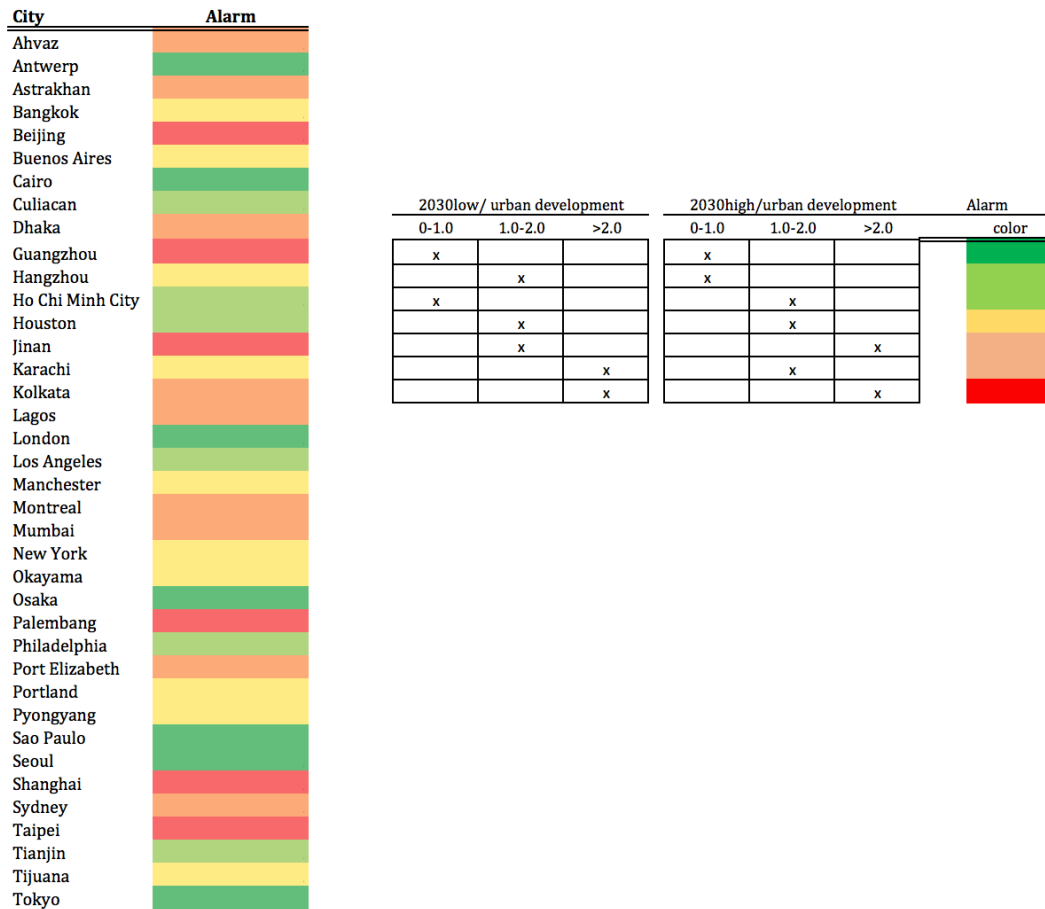 City Alarm
Ahvaz
Antwerp
Astrakhan
Bangkok
Beijing
Buenos Aires
Cairo
Culiacan
Dhaka
Guangzhou
Hangzhou
Ho Chi Minh City
Houston
Jinan
Karachi
Kolkata
Lagos
London
Los Angeles
Manchester
Montreal
Mumbai
New York
Okayama
Osaka
Palembang
Philadelphia
Port Elizabeth
Portland
Pyongyang
Sao Paulo
Seoul
Shanghai
Sydney
Taipei
Tianjin
Tijuana
Tokyo
2030low/ urban development 2030high/urban development Alarm
0-1.0 1.0-2.0 >2.0 0-1.0 1.0-2.0 >2.0 color
x x
x x
x x
x x
x x
x x
x x